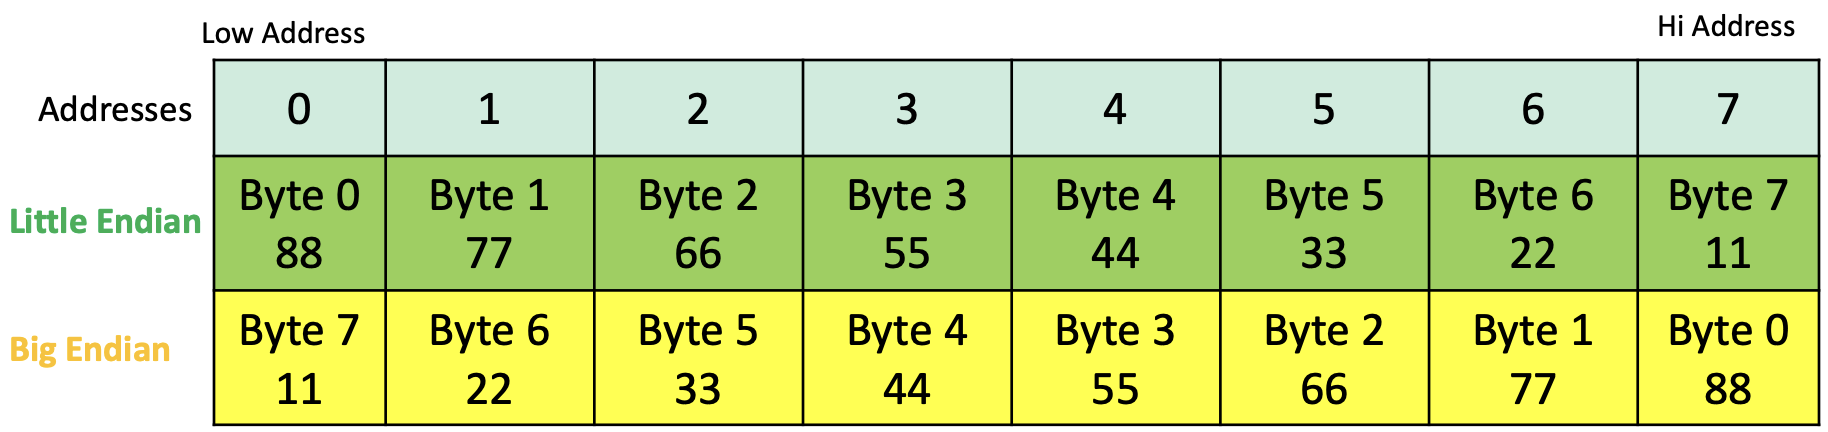 Low Address Hi Address
Addresses 0 1 2 3 4 5 6 7
Byte 0 Byte 1 Byte 2 Byte 3 Byte 4 Byte 5 Byte 6 Byte 7
Little Endian
88 77 66 55 44 33 22 11
Byte 7 Byte 6 Byte 5 Byte 4 Byte 3 Byte 2 Byte 1 Byte 0
Big Endian
11 22 33 44 55 66 77 88